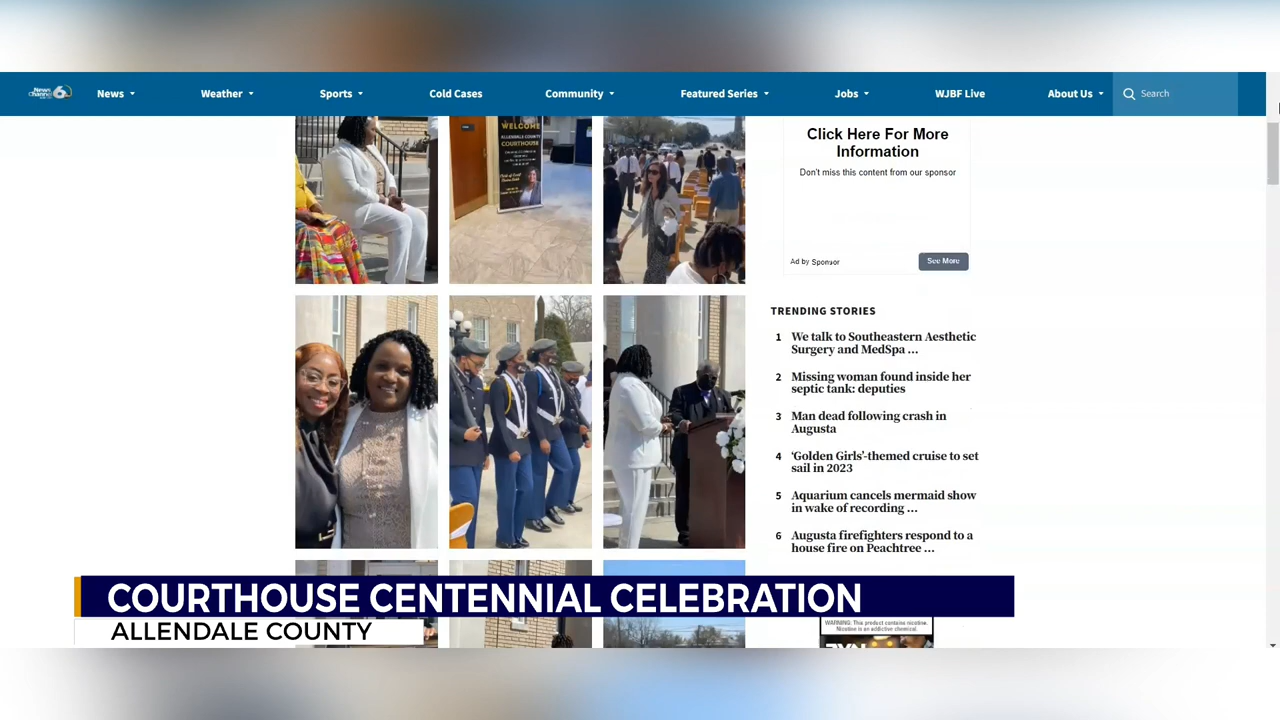 News Channel 6
News
Weather
Sports
Cold Cases
Community
Featured Series
Jobs
WJBF Live
About Us
Search
WELCOME
ALLENDALE COUNTY
COURTHOUSE
Click Here For More
Information
Don't miss this content from our sponsor
Ad by Sponsor
See More
TRENDING STORIES
1 We talk to Southeastern Aesthetic
Surgery and MedSpa ...
2 Missing woman found inside her
septic tank: deputies
3 Man dead following crash in
Augusta
4 ‘Golden Girls’-themed cruise to set
sail in 2023
5 Aquarium cancels mermaid show
in wake of recording ...
6 Augusta firefighters respond to a
house fire on Peachtree ...
COURTHOUSE CENTENNIAL CELEBRATION
ALLENDALE COUNTY
WARNING: This product contains nicotine.
Nicotine is an addictive chemical.